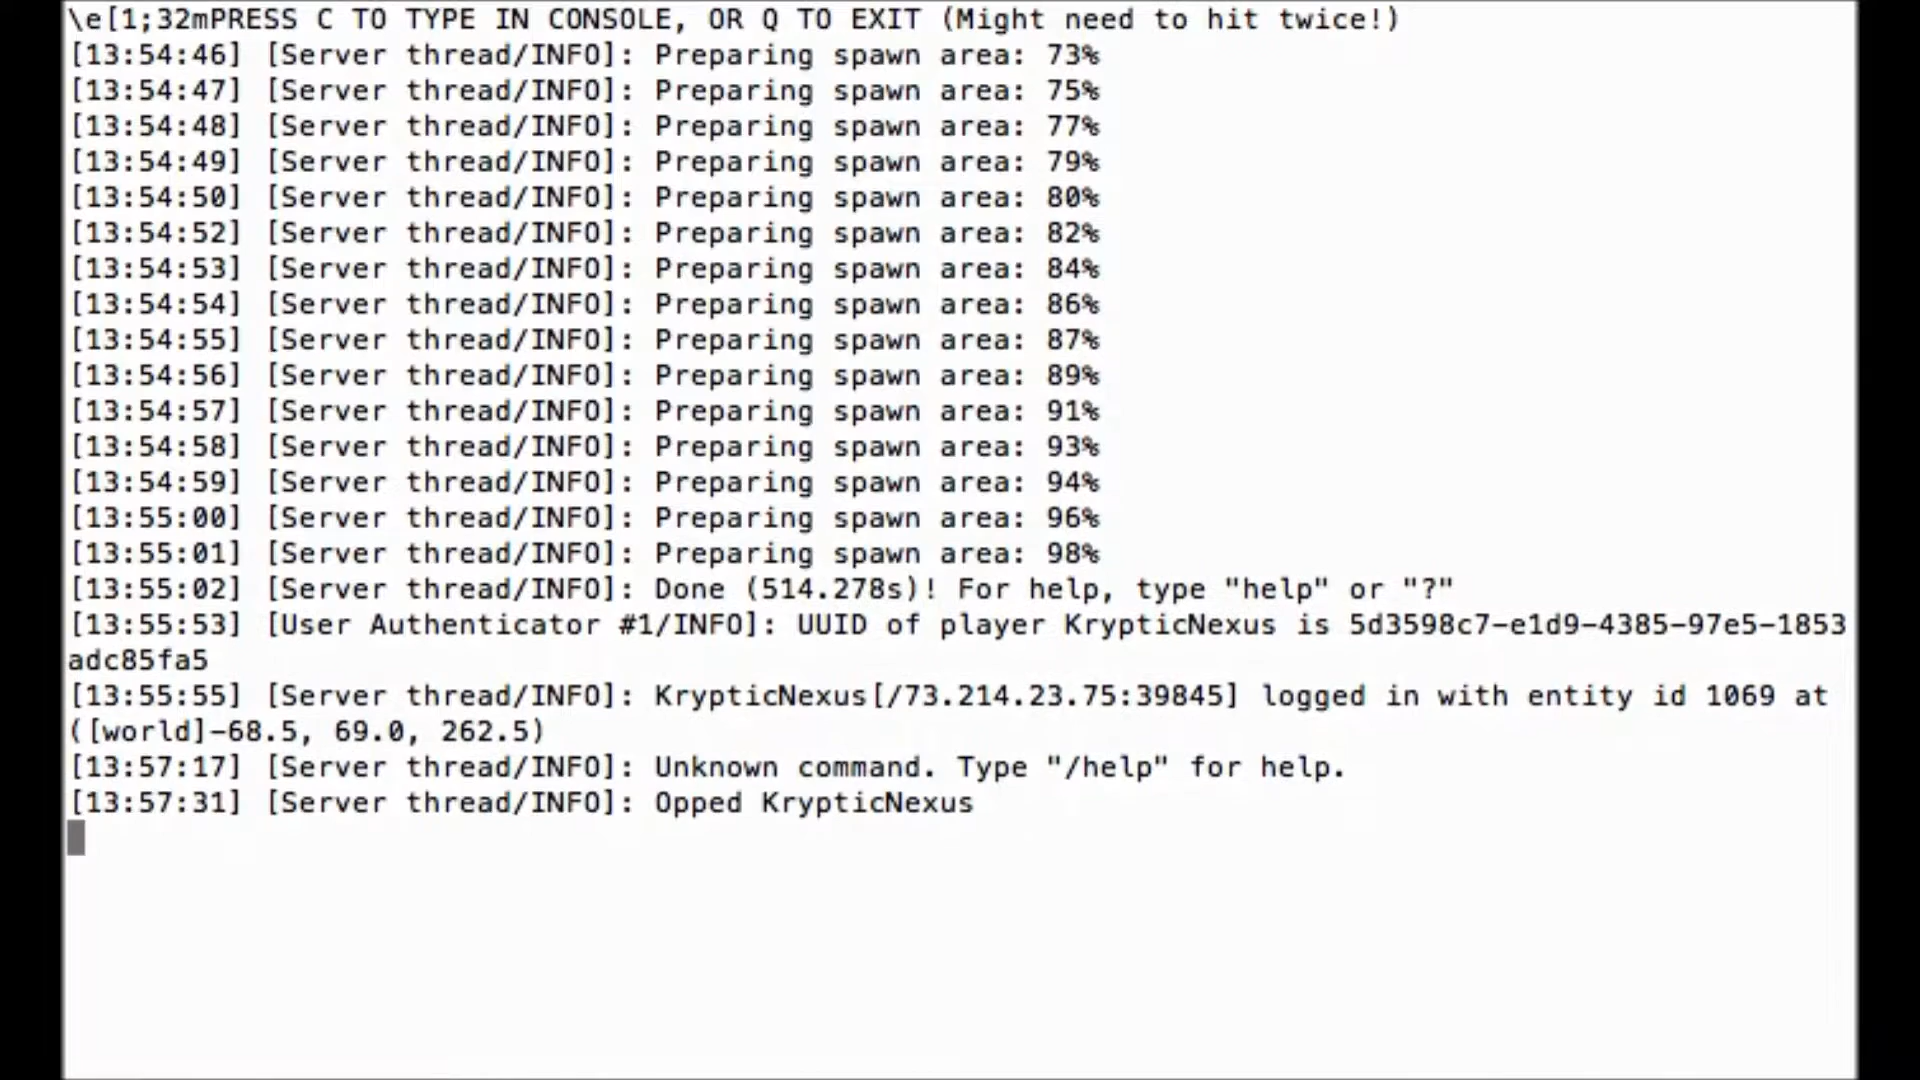 \e[1;32mPRESS C TO TYPE IN CONSOLE, OR Q TO EXIT (Might need to hit twice!)
[13:54:46] [Server thread/INFO]: Preparing spawn area: 73%
[13:54:47] [Server thread/INFO]: Preparing spawn area: 75%
[13:54:48] [Server thread/INFO]: Preparing spawn area: 77%
[13:54:49] [Server thread/INFO]: Preparing spawn area: 79%
[13:54:50] [Server thread/INFO]: Preparing spawn area: 80%
[13:54:52] [Server thread/INFO]: Preparing spawn area: 82%
[13:54:53] [Server thread/INFO]: Preparing spawn area: 84%
[13:54:54] [Server thread/INFO]: Preparing spawn area: 86%
[13:54:55] [Server thread/INFO]: Preparing spawn area: 87%
[13:54:56] [Server thread/INFO]: Preparing spawn area: 89%
[13:54:57] [Server thread/INFO]: Preparing spawn area: 91%
[13:54:58] [Server thread/INFO]: Preparing spawn area: 93%
[13:54:59] [Server thread/INFO]: Preparing spawn area: 94%
[13:55:00] [Server thread/INFO]: Preparing spawn area: 96%
[13:55:01] [Server thread/INFO]: Preparing spawn area: 98%
[13:55:02] [Server thread/INFO]: Done (514.278s)! For help, type "help" or "?"
[13:55:53] [User Authenticator #1/INFO]: UUID of player KrypticNexus is 5d3598c7-e1d9-4385-97e5-1853
adc85fa5
[13:55:55] [Server thread/INFO]: KrypticNexus[/73.214.23.75:39845] logged in with entity id 1069 at
([world]-68.5, 69.0, 262.5)
[13:57:17] [Server thread/INFO]: Unknown command. Type "/help" for help.
[13:57:31] [Server thread/INFO]: Opped KrypticNexus